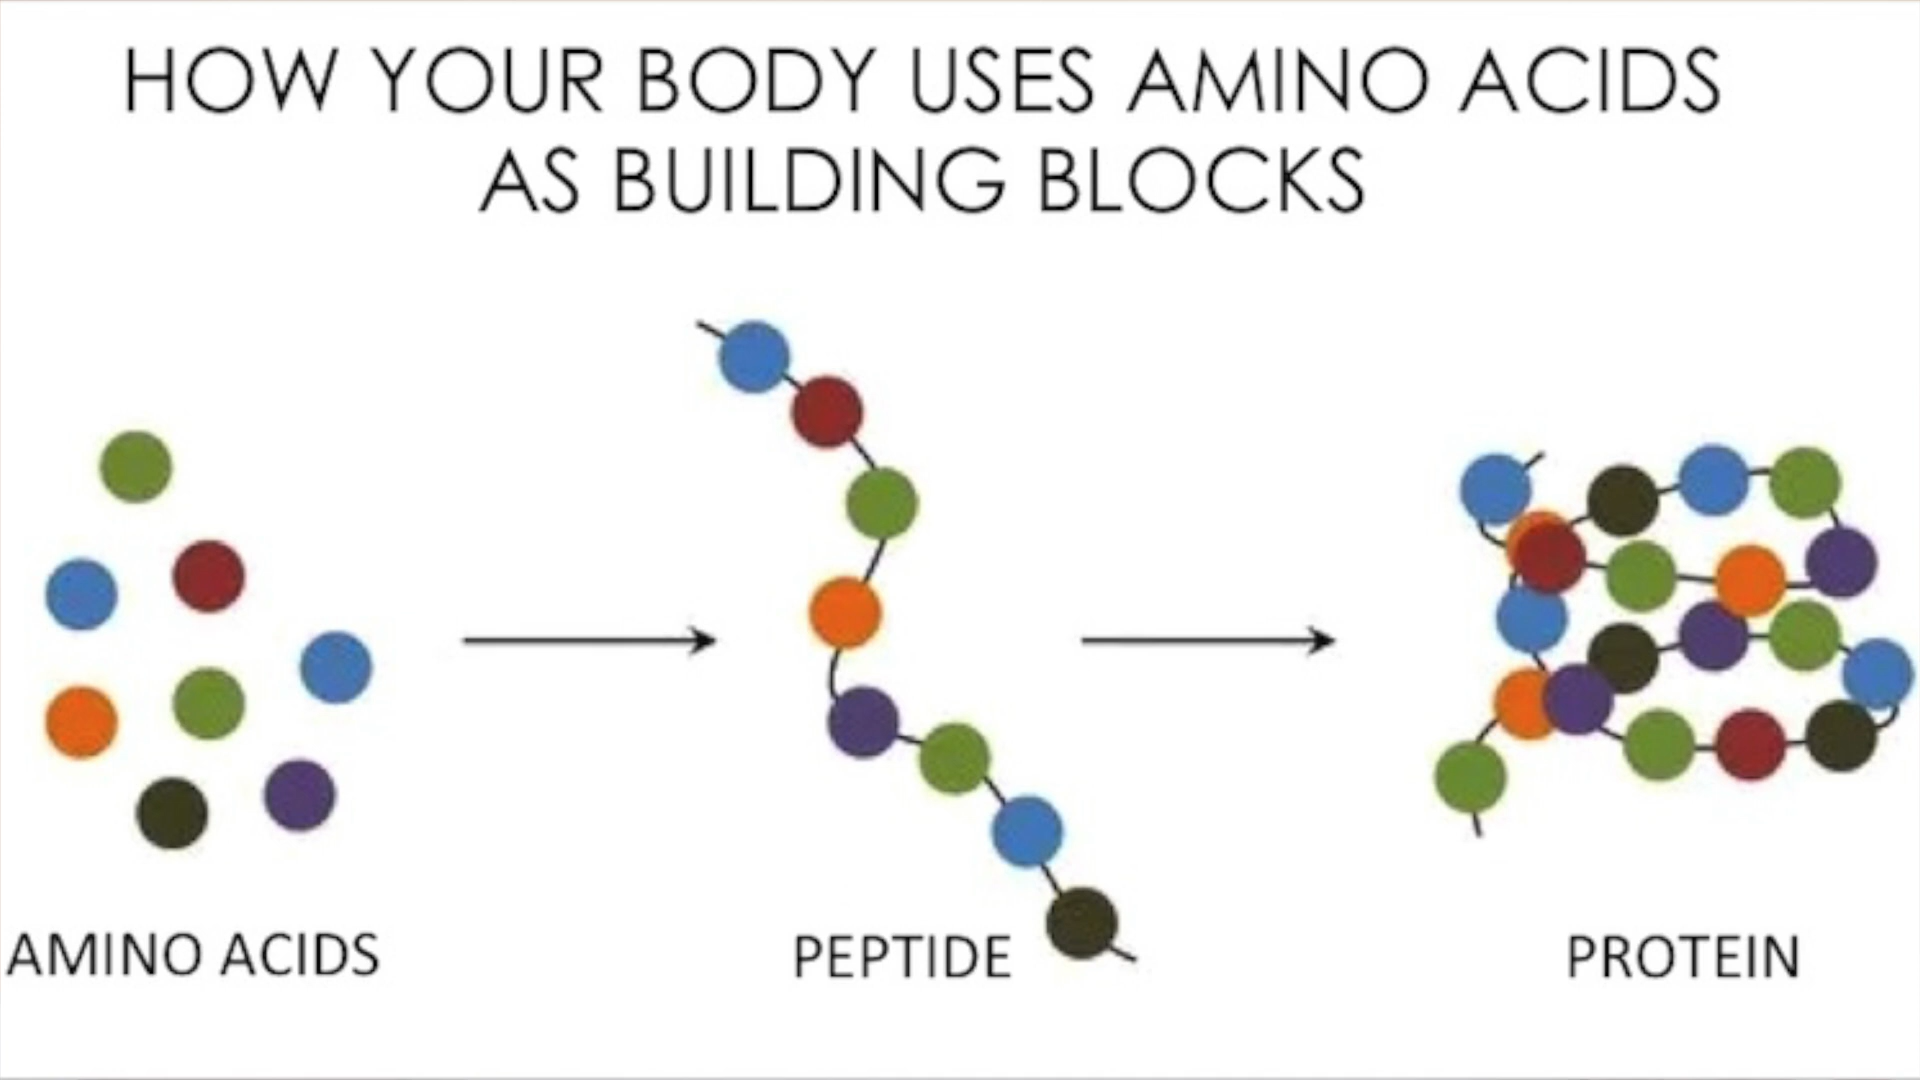 HOW YOUR BODY USES AMINO ACIDS
AS BUILDING BLOCKS
AMINO ACIDS
PEPTIDE
PROTEIN